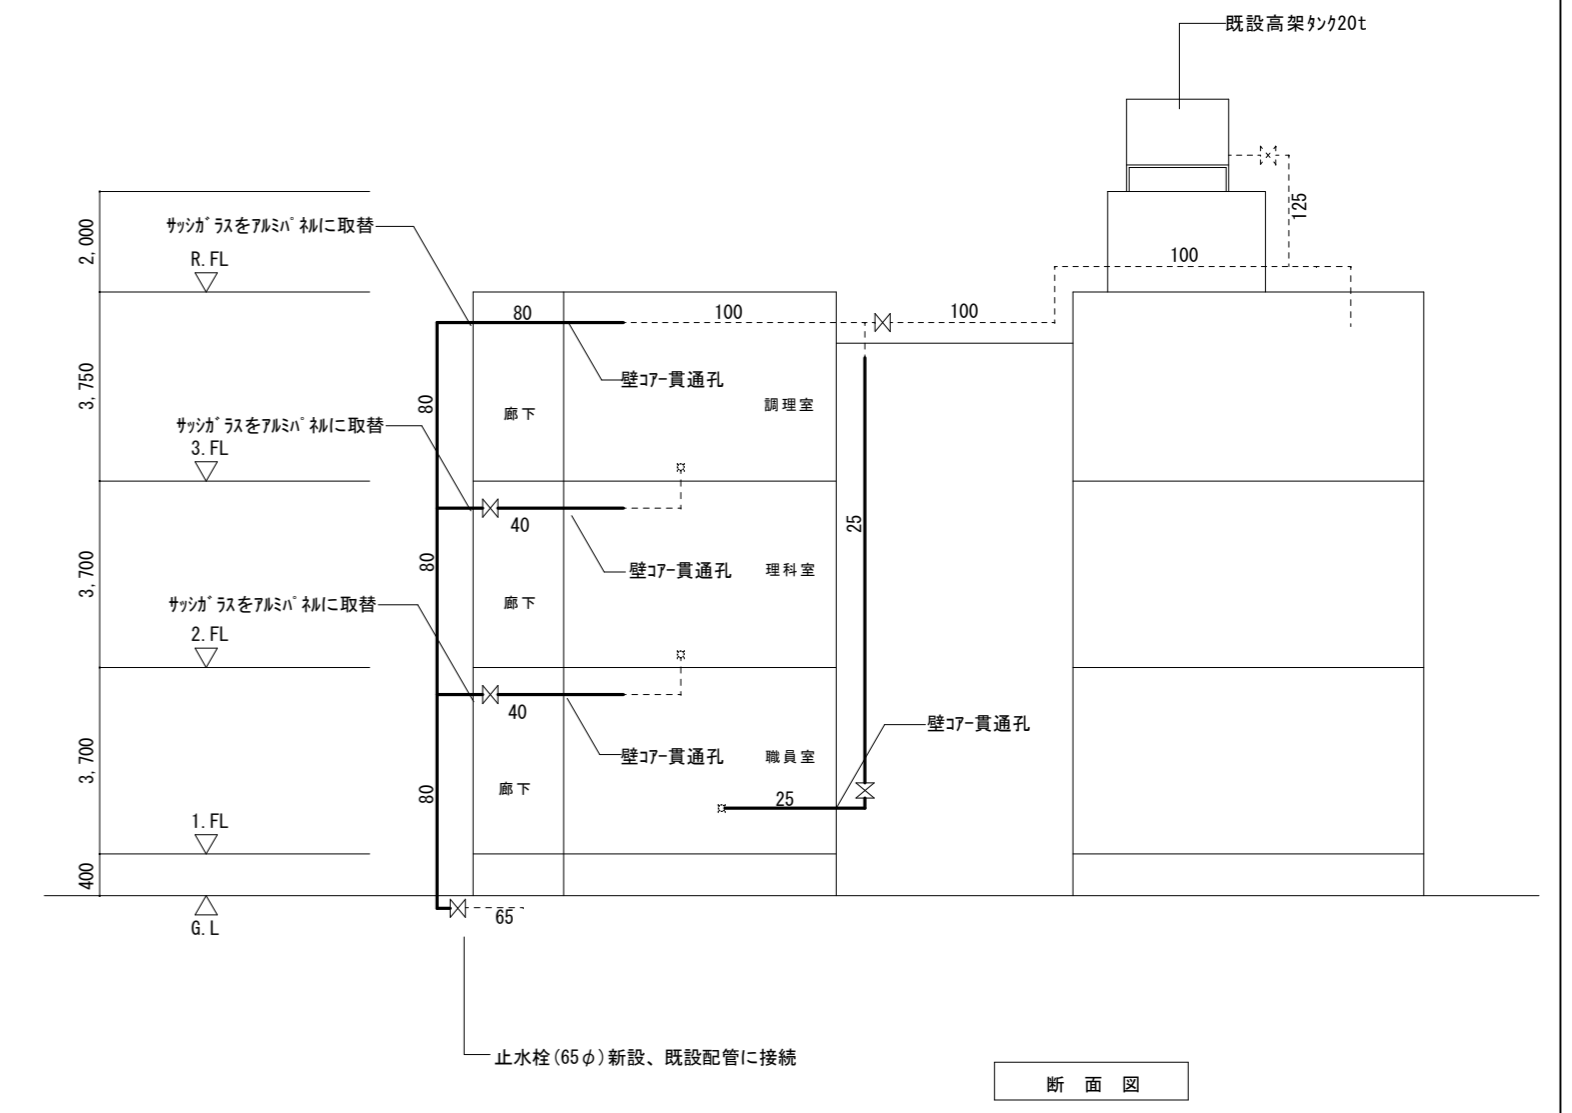 既設高架ﾀﾝｸ20t
125
2,000
ｻｯｼｶﾞﾗｽをｱﾙﾐﾊﾟﾈﾙに取替
R.FL
100
80
100
100
壁ｺｱｰ貫通孔
3,750
80
廊下
調理室
ｻｯｼｶﾞﾗｽをｱﾙﾐﾊﾟﾈﾙに取替
3.FL
40
25
80
壁ｺｱｰ貫通孔
理科室
3,700
廊下
ｻｯｼｶﾞﾗｽをｱﾙﾐﾊﾟﾈﾙに取替
2.FL
40
壁ｺｱｰ貫通孔
壁ｺｱｰ貫通孔
職員室
3,700
80
廊下
25
1.FL
400
65
G.L
止水栓(65φ)新設、既設配管に接続
断面図